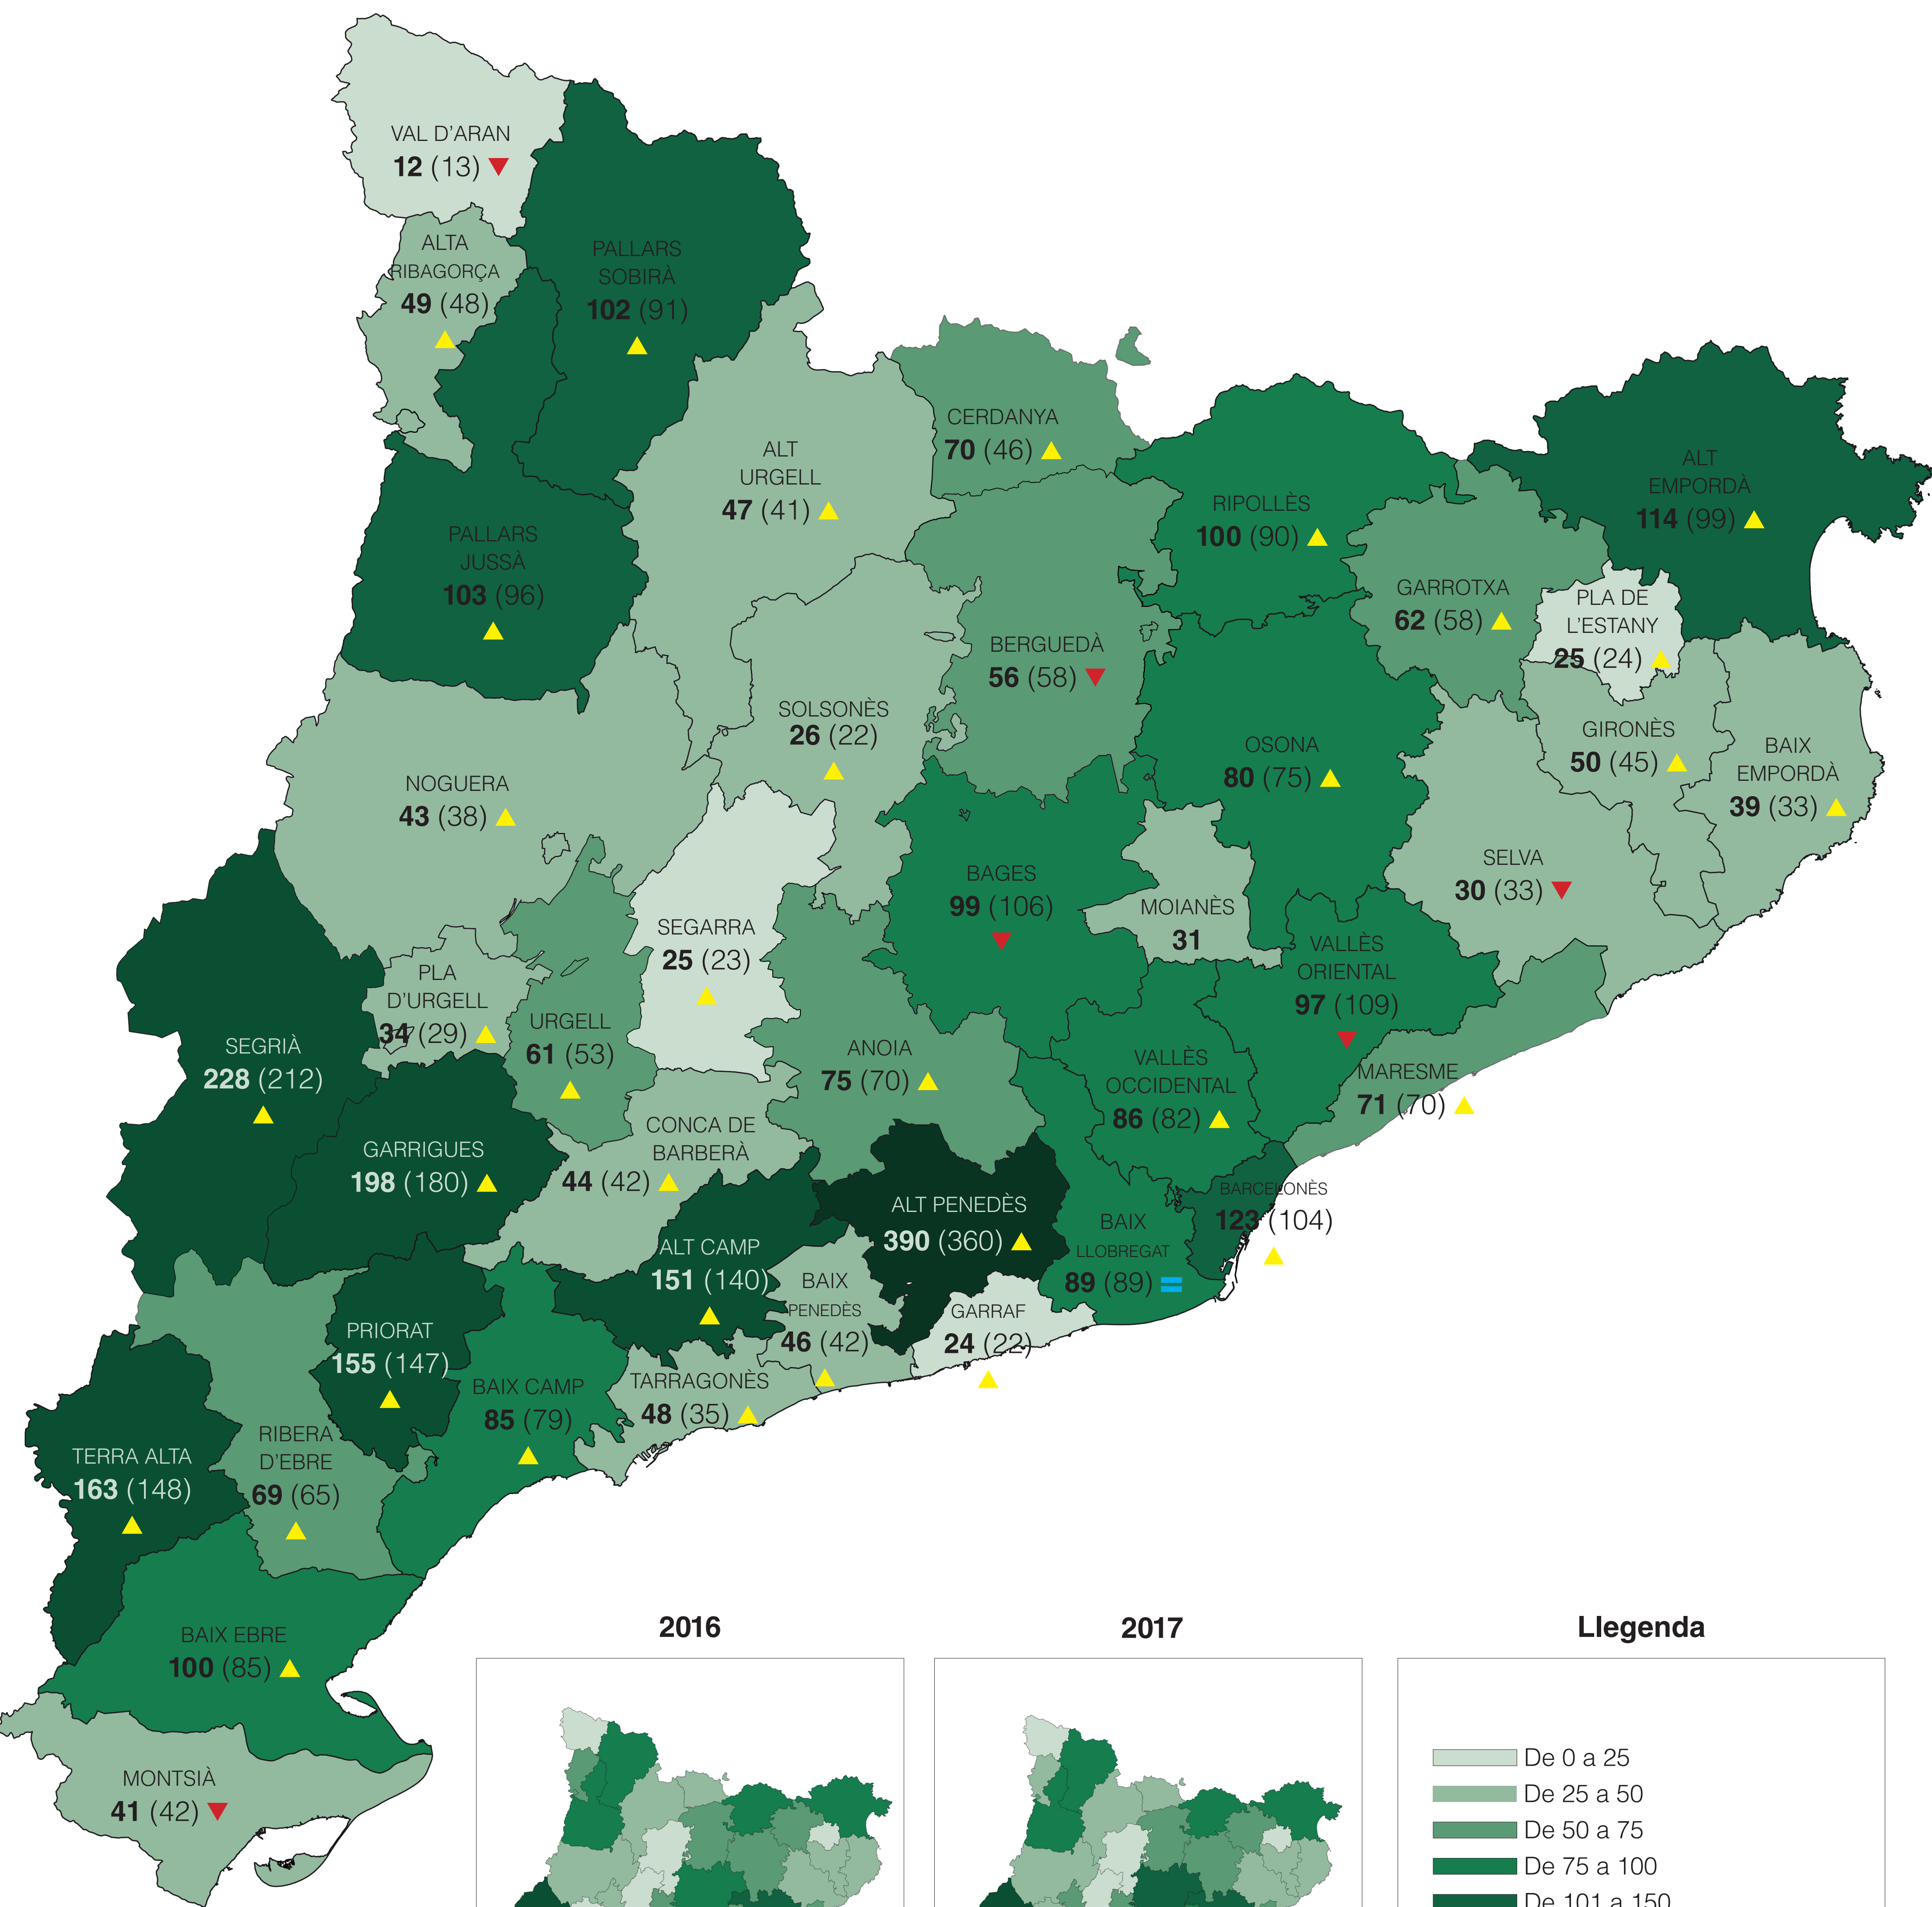 VAL D'ARAN
12 (13)
ALTA
RIBAGORÇA
49 (48)
PALLARS
SOBIRÀ
102 (91)
CERDANYA
70 (46)
ALT
URGELL
47 (41)
RIPOLLÈS
100 (90)
ALT
EMPORDÀ
114 (99)
PALLARS
JUSSÀ
103 (96)
GARROTXA
62 (58)
PLA DE
L'ESTANY
25 (24)
BERGUEDÀ
56 (58)
SOLSONÈS
26 (22)
OSONA
80 (75)
GIRONÈS
50 (45)
BAIX
EMPORDÀ
39 (33)
NOGUERA
43 (38)
SELVA
30 (33)
BAGES
99 (106)
MOIANÈS
31
SEGARRA
25 (23)
VALLÈS
ORIENTAL
97 (109)
PLA
D'URGELL
34 (29)
URGELL
61 (53)
SEGRIÀ
228 (212)
ANOIA
75 (70)
VALLÈS
OCCIDENTAL
86 (82)
MARESME
71 (70)
GARRIGUES
198 (180)
CONCA DE
BARBERÀ
44 (42)
ALT PENEDÈS
390 (360)
BARCELONÈS
123 (104)
BAIX
LLOBREGAT
89 (89)
ALT CAMP
151 (140)
BAIX
PENEDÈS
46 (42)
GARRAF
24 (22)
PRIORAT
155 (147)
BAIX CAMP
85 (79)
TARRAGONÈS
48 (35)
TERRA ALTA
163 (148)
RIBERA
D'EBRE
69 (65)
BAIX EBRE
100 (85)
MONTSIÀ
41 (42)
2016
2017
Llegenda
De 0 a 25
De 25 a 50
De 50 a 75
De 75 a 100
De 101 a 150